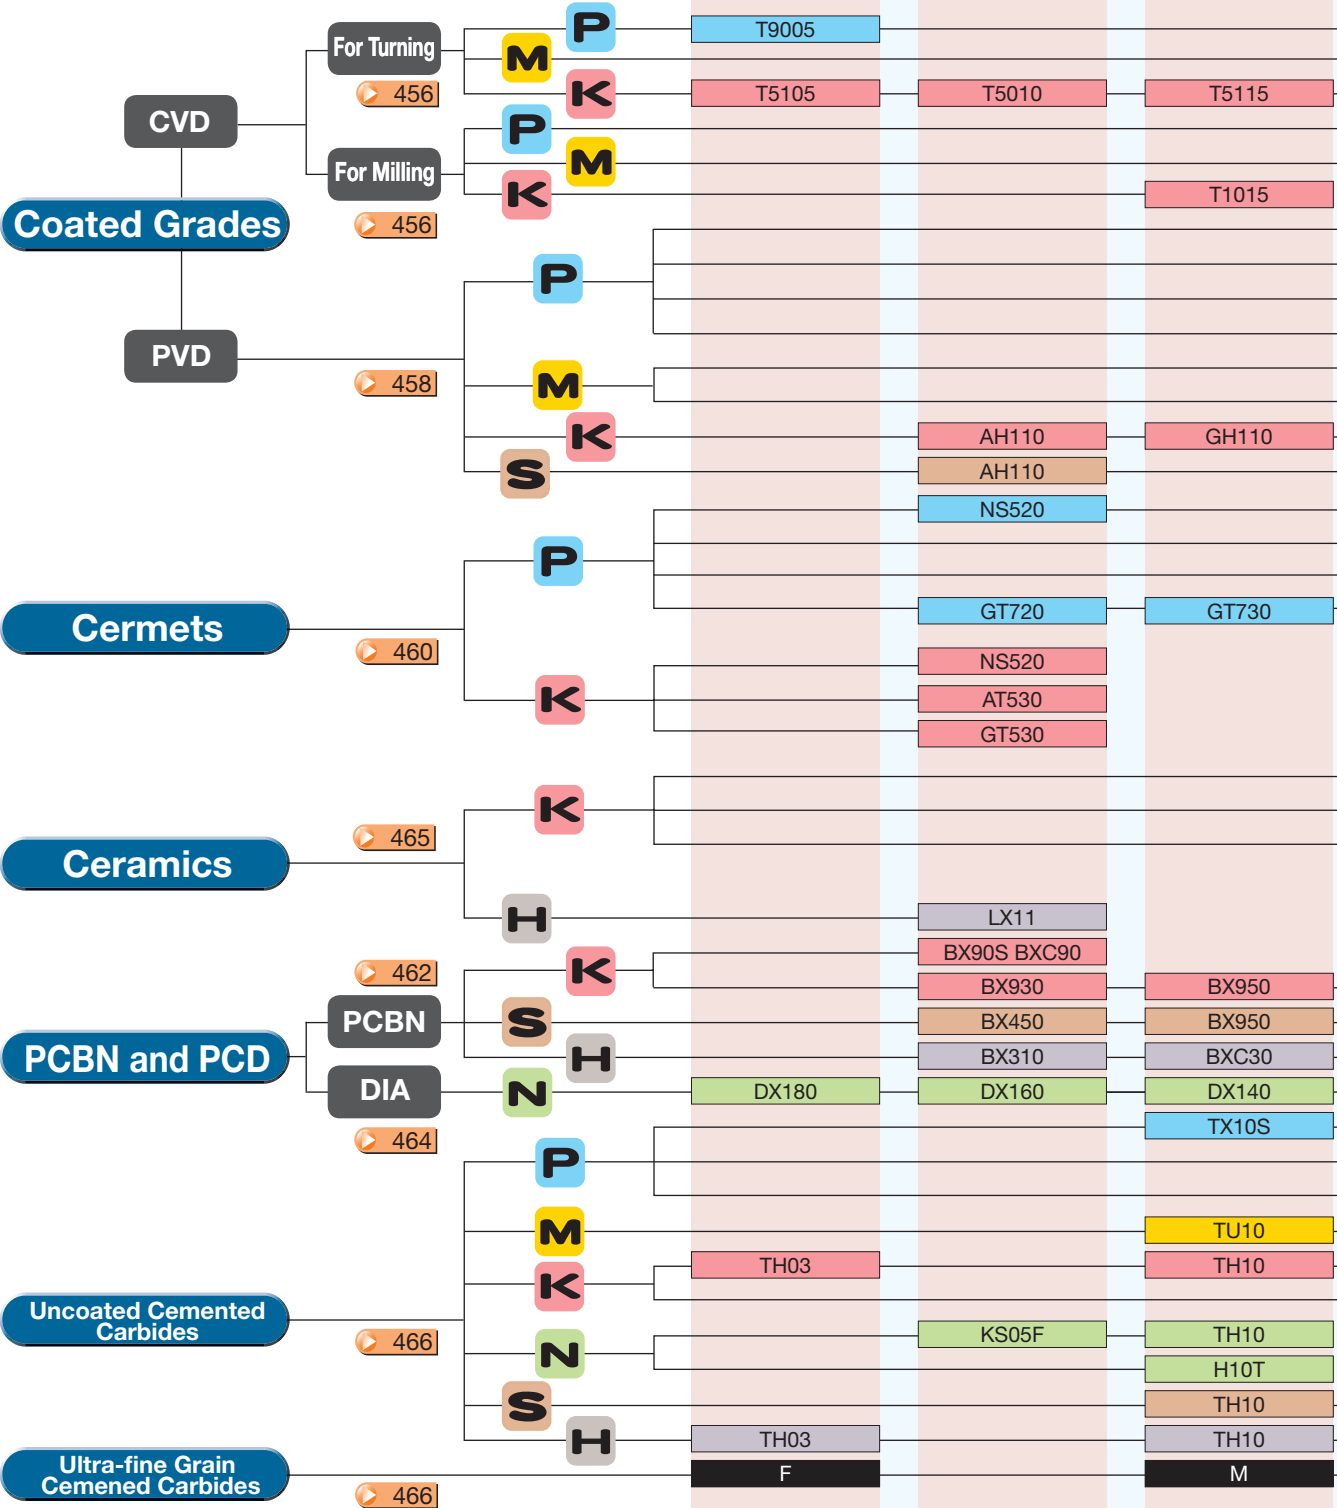 P T9005
For Turning
M
456 K T5105 T5010 T5115
CVD
P
For Milling M
K T1015
Coated Grades 456
P
PVD
458 M
K AH110 GH110
S AH110
NS520
P
GT720 GT730
Cermets
460 NS520
K AT530
GT530
K
465
Ceramics
H LX11
BX90S BXC90
462 K
BX930 BX950
PCBN S BX450 BX950
PCBN and PCD
H BX310 BXC30
DIA N DX180 DX160 DX140
TX10S
464
P
M TU10
TH03 TH10
K
Uncoated Cemented
Carbides
466
KS05F TH10
N
H10T
S TH10
H TH03 TH10
Ultra-fine Grain
Cemened Carbides
F M
466